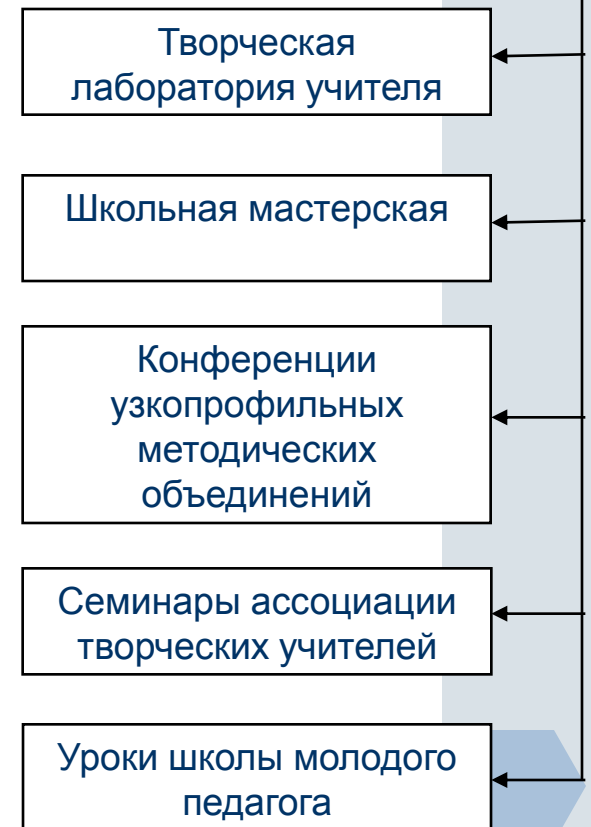 Творческая
лаборатория учителя
Школьная мастерская
Конференции
узкопрофильных
методических
объединений
Семинары ассоциации
творческих учителей
Уроки школы молодого
педагога